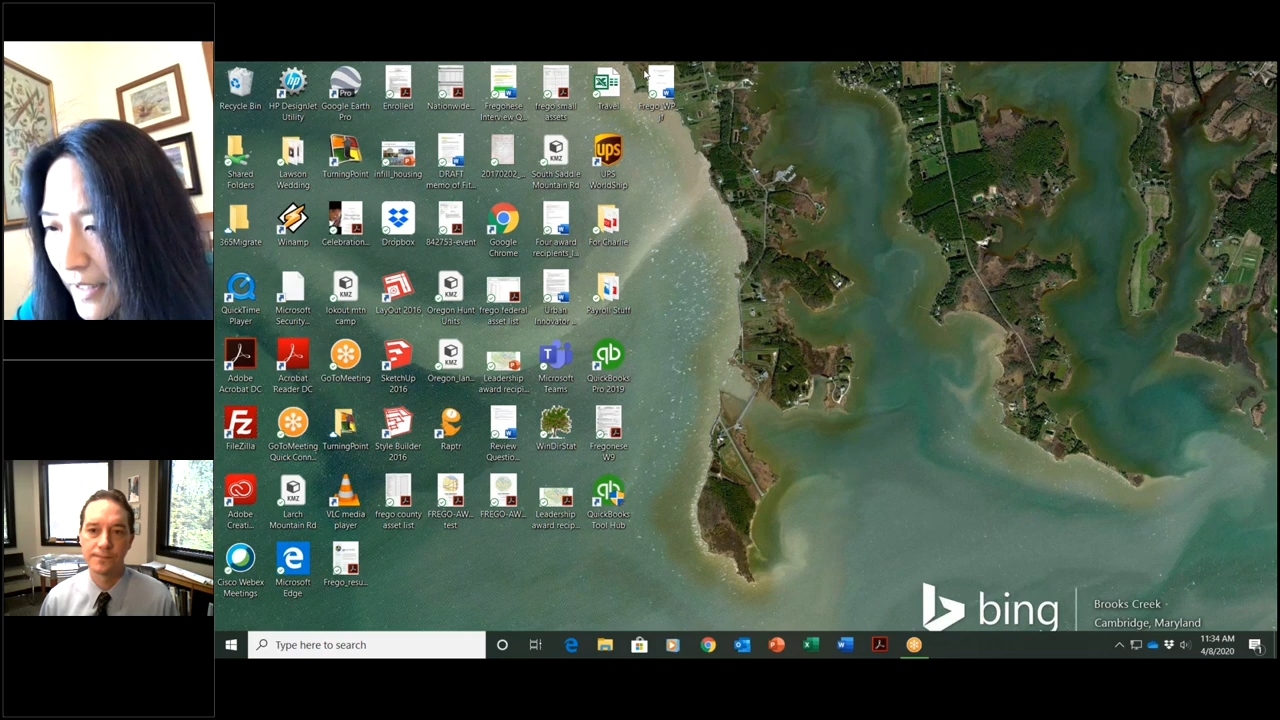 Recycle Bin
HP Designjet
Utility
Google Earth
Pro
Enrolled
Nationwide...
Fregonese
Interview Q...
frego small
assets
Travel
Shared
Folders
Lawson
Wedding
TurningPoint
infill_housing
DRAFT
memo of Fit...
20170202_...
South Saddle
Mountain Rd
UPS
WorldShip
365Migrate
Winamp
Celebration...
Dropbox
842753-event
Google
Chrome
Four award
recipients_l...
For Charlie
QuickTime
Player
Microsoft
Security...
lokout mtn
camp
LayOut 2016
Oregon Hunt
Units
frego federal
asset list
Urban
Innovator ...
Payroll Stuff
Adobe
Acrobat DC
Acrobat
Reader DC
GoToMeeting
SketchUp
2016
Oregon_lan...
Leadership
award recipi...
Microsoft
Teams
QuickBooks
Pro 2019
FileZilla
GoToMeeting
Quick Conn...
TurningPoint
Style Builder
2016
Raptr
Review
Questio...
WinDirStat
Fregonese
W9
Adobe
Creati...
Larch
Mountain Rd
VLC media
player
frego county
asset list
FREGO-AW...
test
FREGO-AW...
Leadership
award recip...
QuickBooks
Tool Hub
Cisco Webex
Meetings
Microsoft
Edge
Frego_resu...
bing
Brooks Creek -
Cambridge, Maryland
Type here to search
11:34 AM
4/8/2020